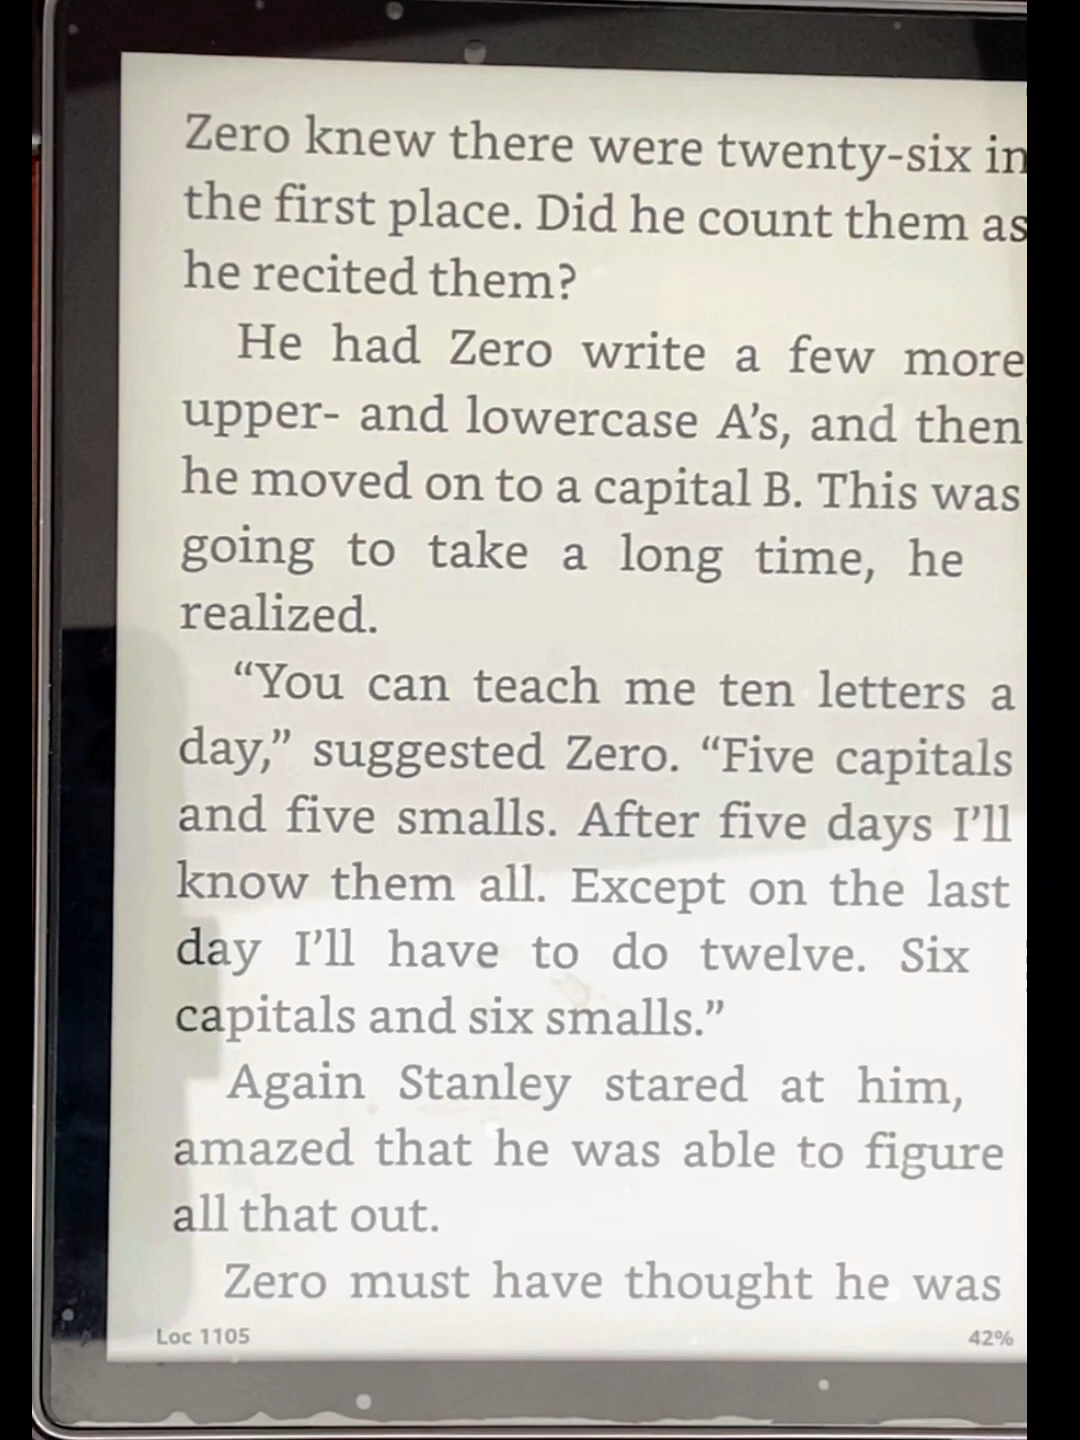 Zero knew there were twenty-six in
the first place. Did he count them as
he recited them?
He had Zero write a few more
upper- and lowercase A’s, and then
he moved on to a capital B. This was
going to take a long time, he
realized.
“You can teach me ten letters a
day,” suggested Zero. “Five capitals
and five smalls. After five days I’ll
know them all. Except on the last
day I’ll have to do twelve. Six
capitals and six smalls.”
Again Stanley stared at him,
amazed that he was able to figure
all that out.
Zero must have thought he was
Loc 1105 42%